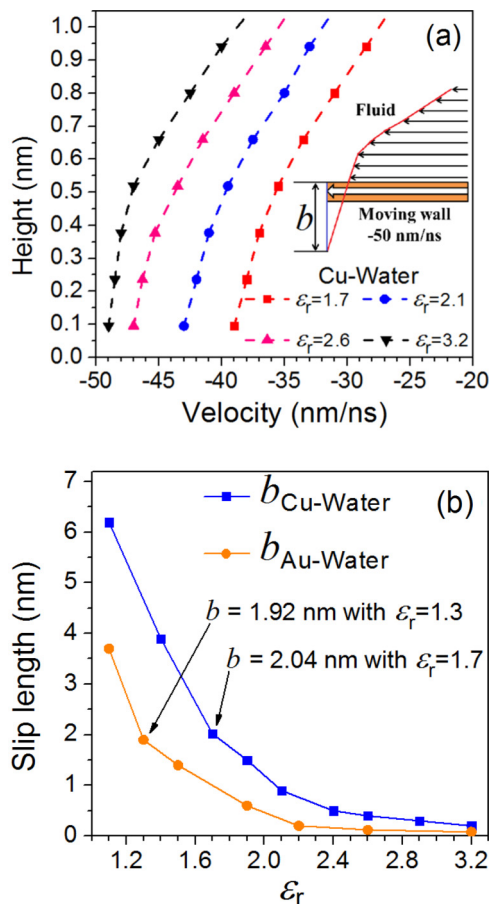 (a)
1.0
0.9
0.8
0.7
0.6
0.5
0.4
0.3
0.2
0.1
0.0
Height (nm)
Fluid
b
Moving wall
-50 nm/ns
Cu-Water
εr=1.7
εr=2.1
εr=2.6
εr=3.2
-50 -45 -40 -35 -30 -25 -20
Velocity (nm/ns)
(b)
7
6
5
4
3
2
1
0
Slip length (nm)
bCu-Water
bAu-Water
b = 1.92 nm with εr=1.3
b = 2.04 nm with εr=1.7
1.2 1.6 2.0 2.4 2.8 3.2
εr